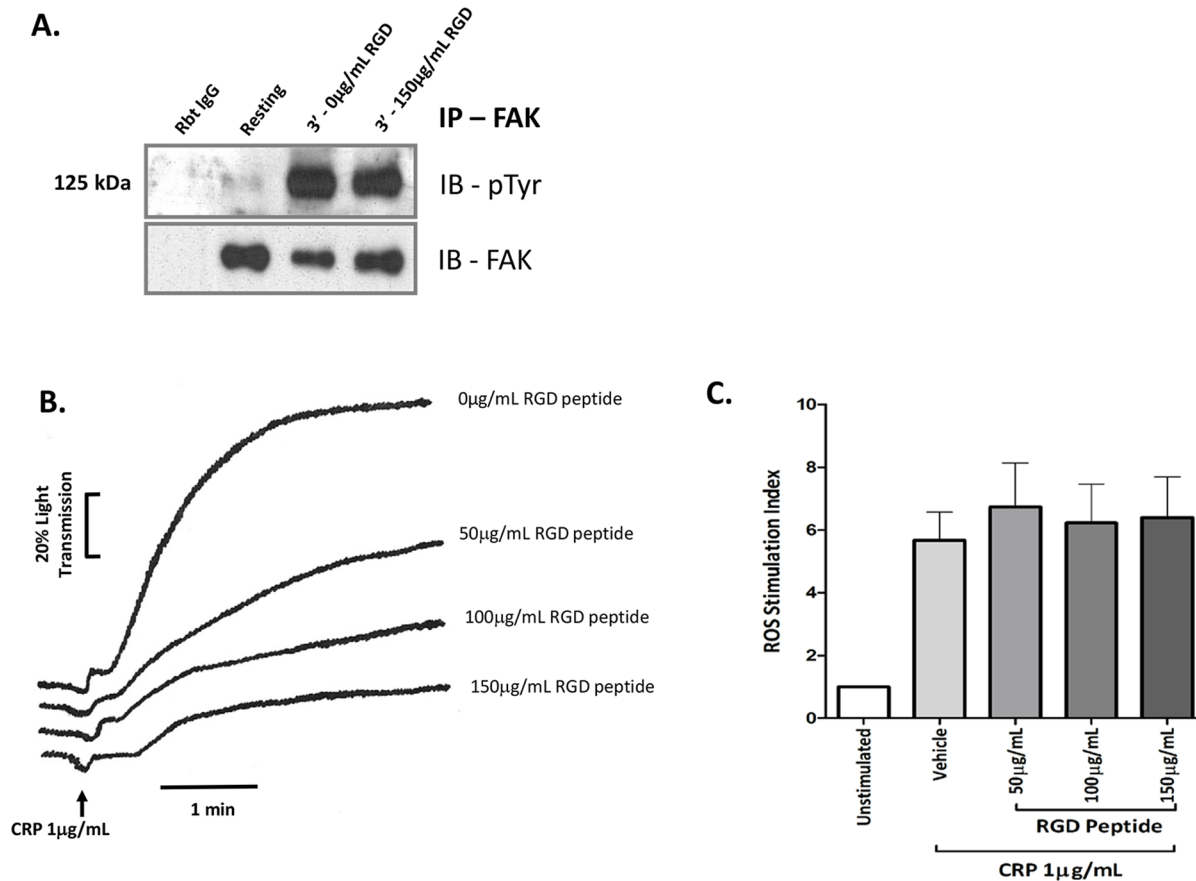 A.
Rbt IgG
Resting
3' - 0µg/mL RGD
3' - 150µg/mL RGD
IP – FAK
125 kDa
IB - pTyr
IB - FAK
B.
0µg/mL RGD peptide
20% Light
Transmission
50µg/mL RGD peptide
100µg/mL RGD peptide
150µg/mL RGD peptide
1 min
CRP 1µg/mL
C.
ROS Stimulation Index
10
8
6
4
2
0
Unstimulated
Vehicle
50µg/mL
100µg/mL
150µg/mL
RGD Peptide
CRP 1µg/mL